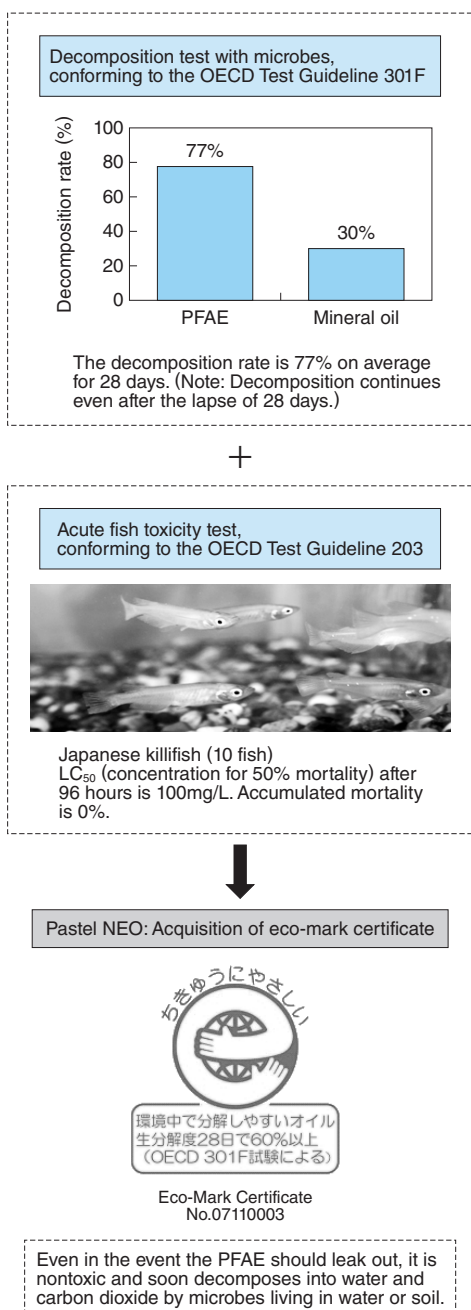 Decomposition test with microbes,
conforming to the OECD Test Guideline 301F
Decomposition rate (%)
100
80
60
40
20
0
77%
30%
PFAE
Mineral oil
The decomposition rate is 77% on average
for 28 days. (Note: Decomposition continues
even after the lapse of 28 days.)
+
Acute fish toxicity test,
conforming to the OECD Test Guideline 203
Japanese killifish (10 fish)
LC₅₀ (concentration for 50% mortality) after
96 hours is 100mg/L. Accumulated mortality
is 0%.
Pastel NEO: Acquisition of eco-mark certificate
ちきゅうにやさしい
環境中で分解しやすいオイル
生分解度28日で60%以上
（OECD 301F試験による）
Eco-Mark Certificate
No.07110003
Even in the event the PFAE should leak out, it is
nontoxic and soon decomposes into water and
carbon dioxide by microbes living in water or soil.